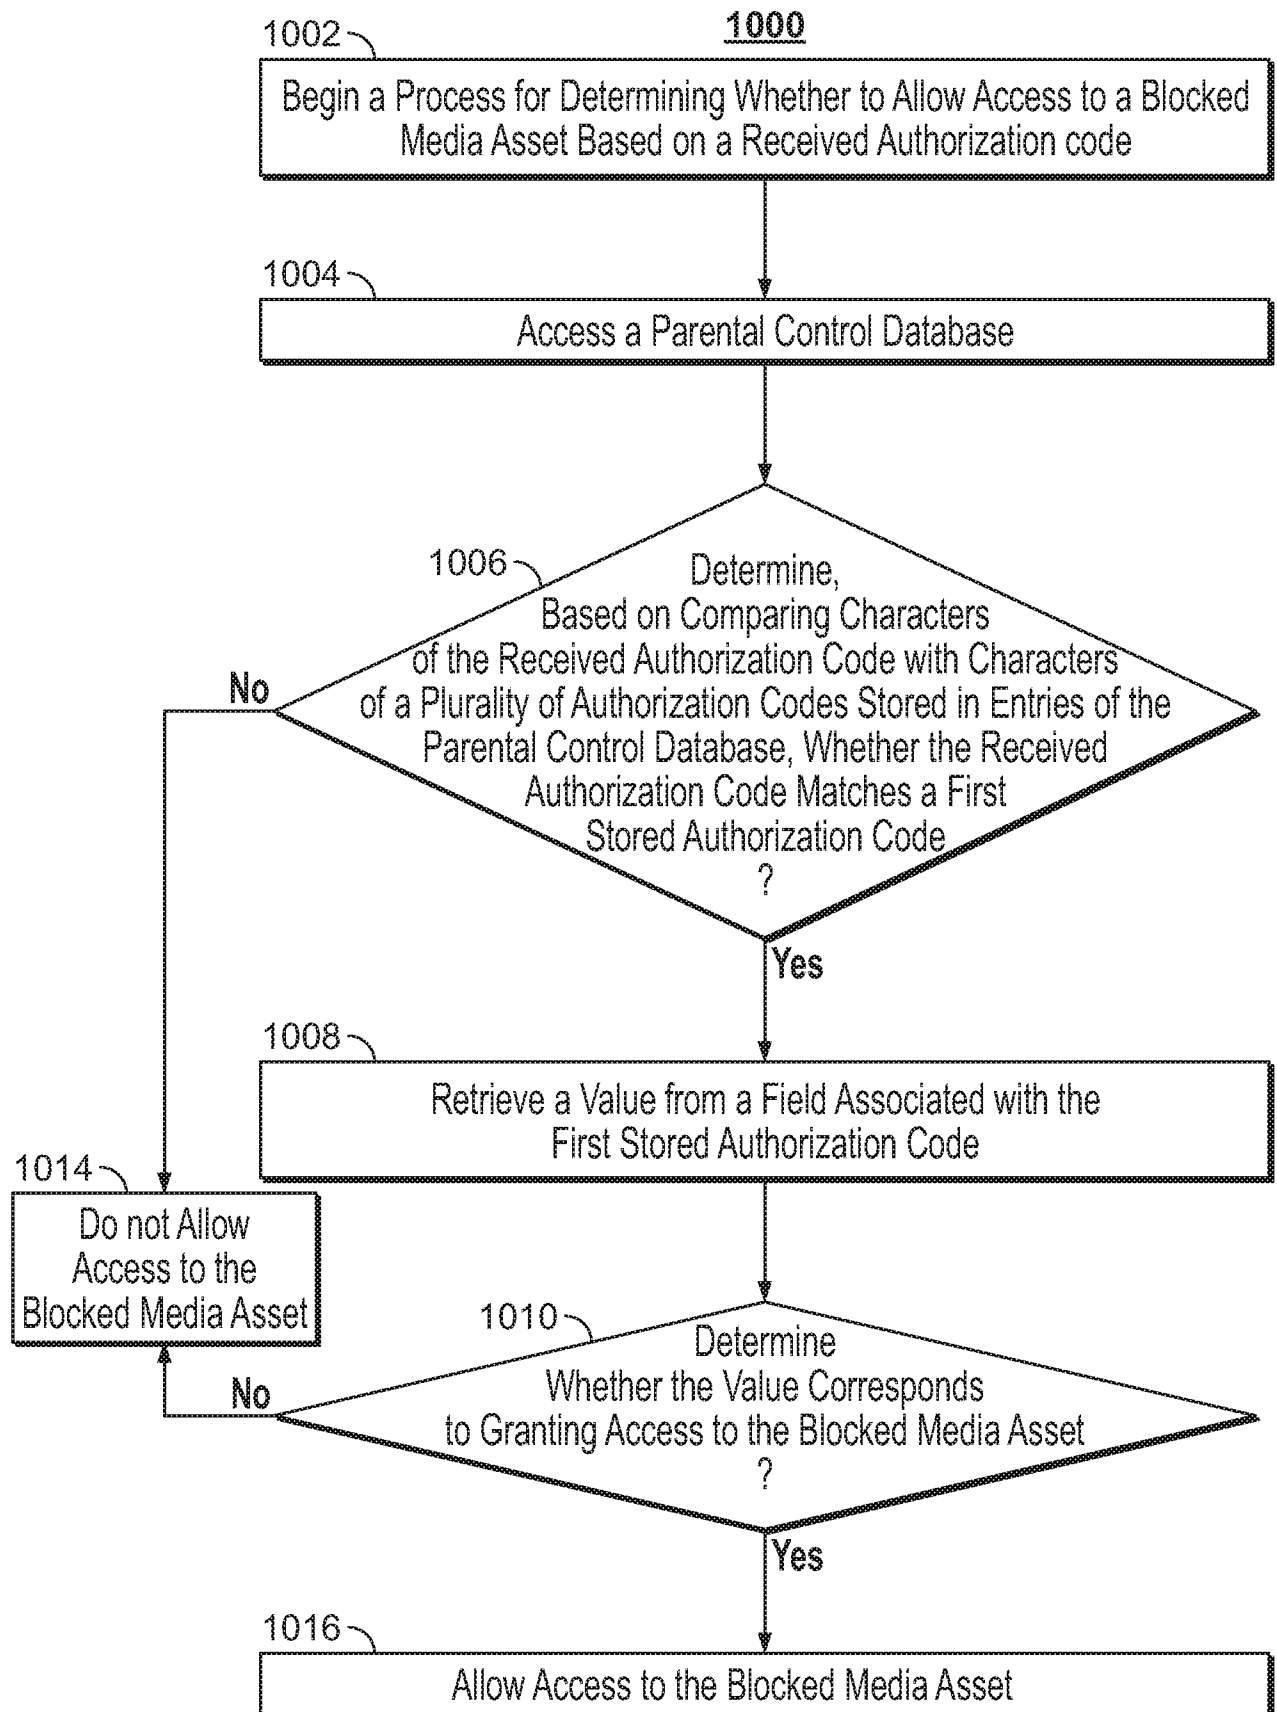 1000
1002
Begin a Process for Determining Whether to Allow Access to a Blocked
Media Asset Based on a Received Authorization code
1004
Access a Parental Control Database
1006
Determine,
Based on Comparing Characters
of the Received Authorization Code with Characters
of a Plurality of Authorization Codes Stored in Entries of the
Parental Control Database, Whether the Received
Authorization Code Matches a First
Stored Authorization Code
?
No
Yes
1008
Retrieve a Value from a Field Associated with the
First Stored Authorization Code
1014
Do not Allow
Access to the
Blocked Media Asset
1010
Determine
Whether the Value Corresponds
to Granting Access to the Blocked Media Asset
?
No
Yes
1016
Allow Access to the Blocked Media Asset